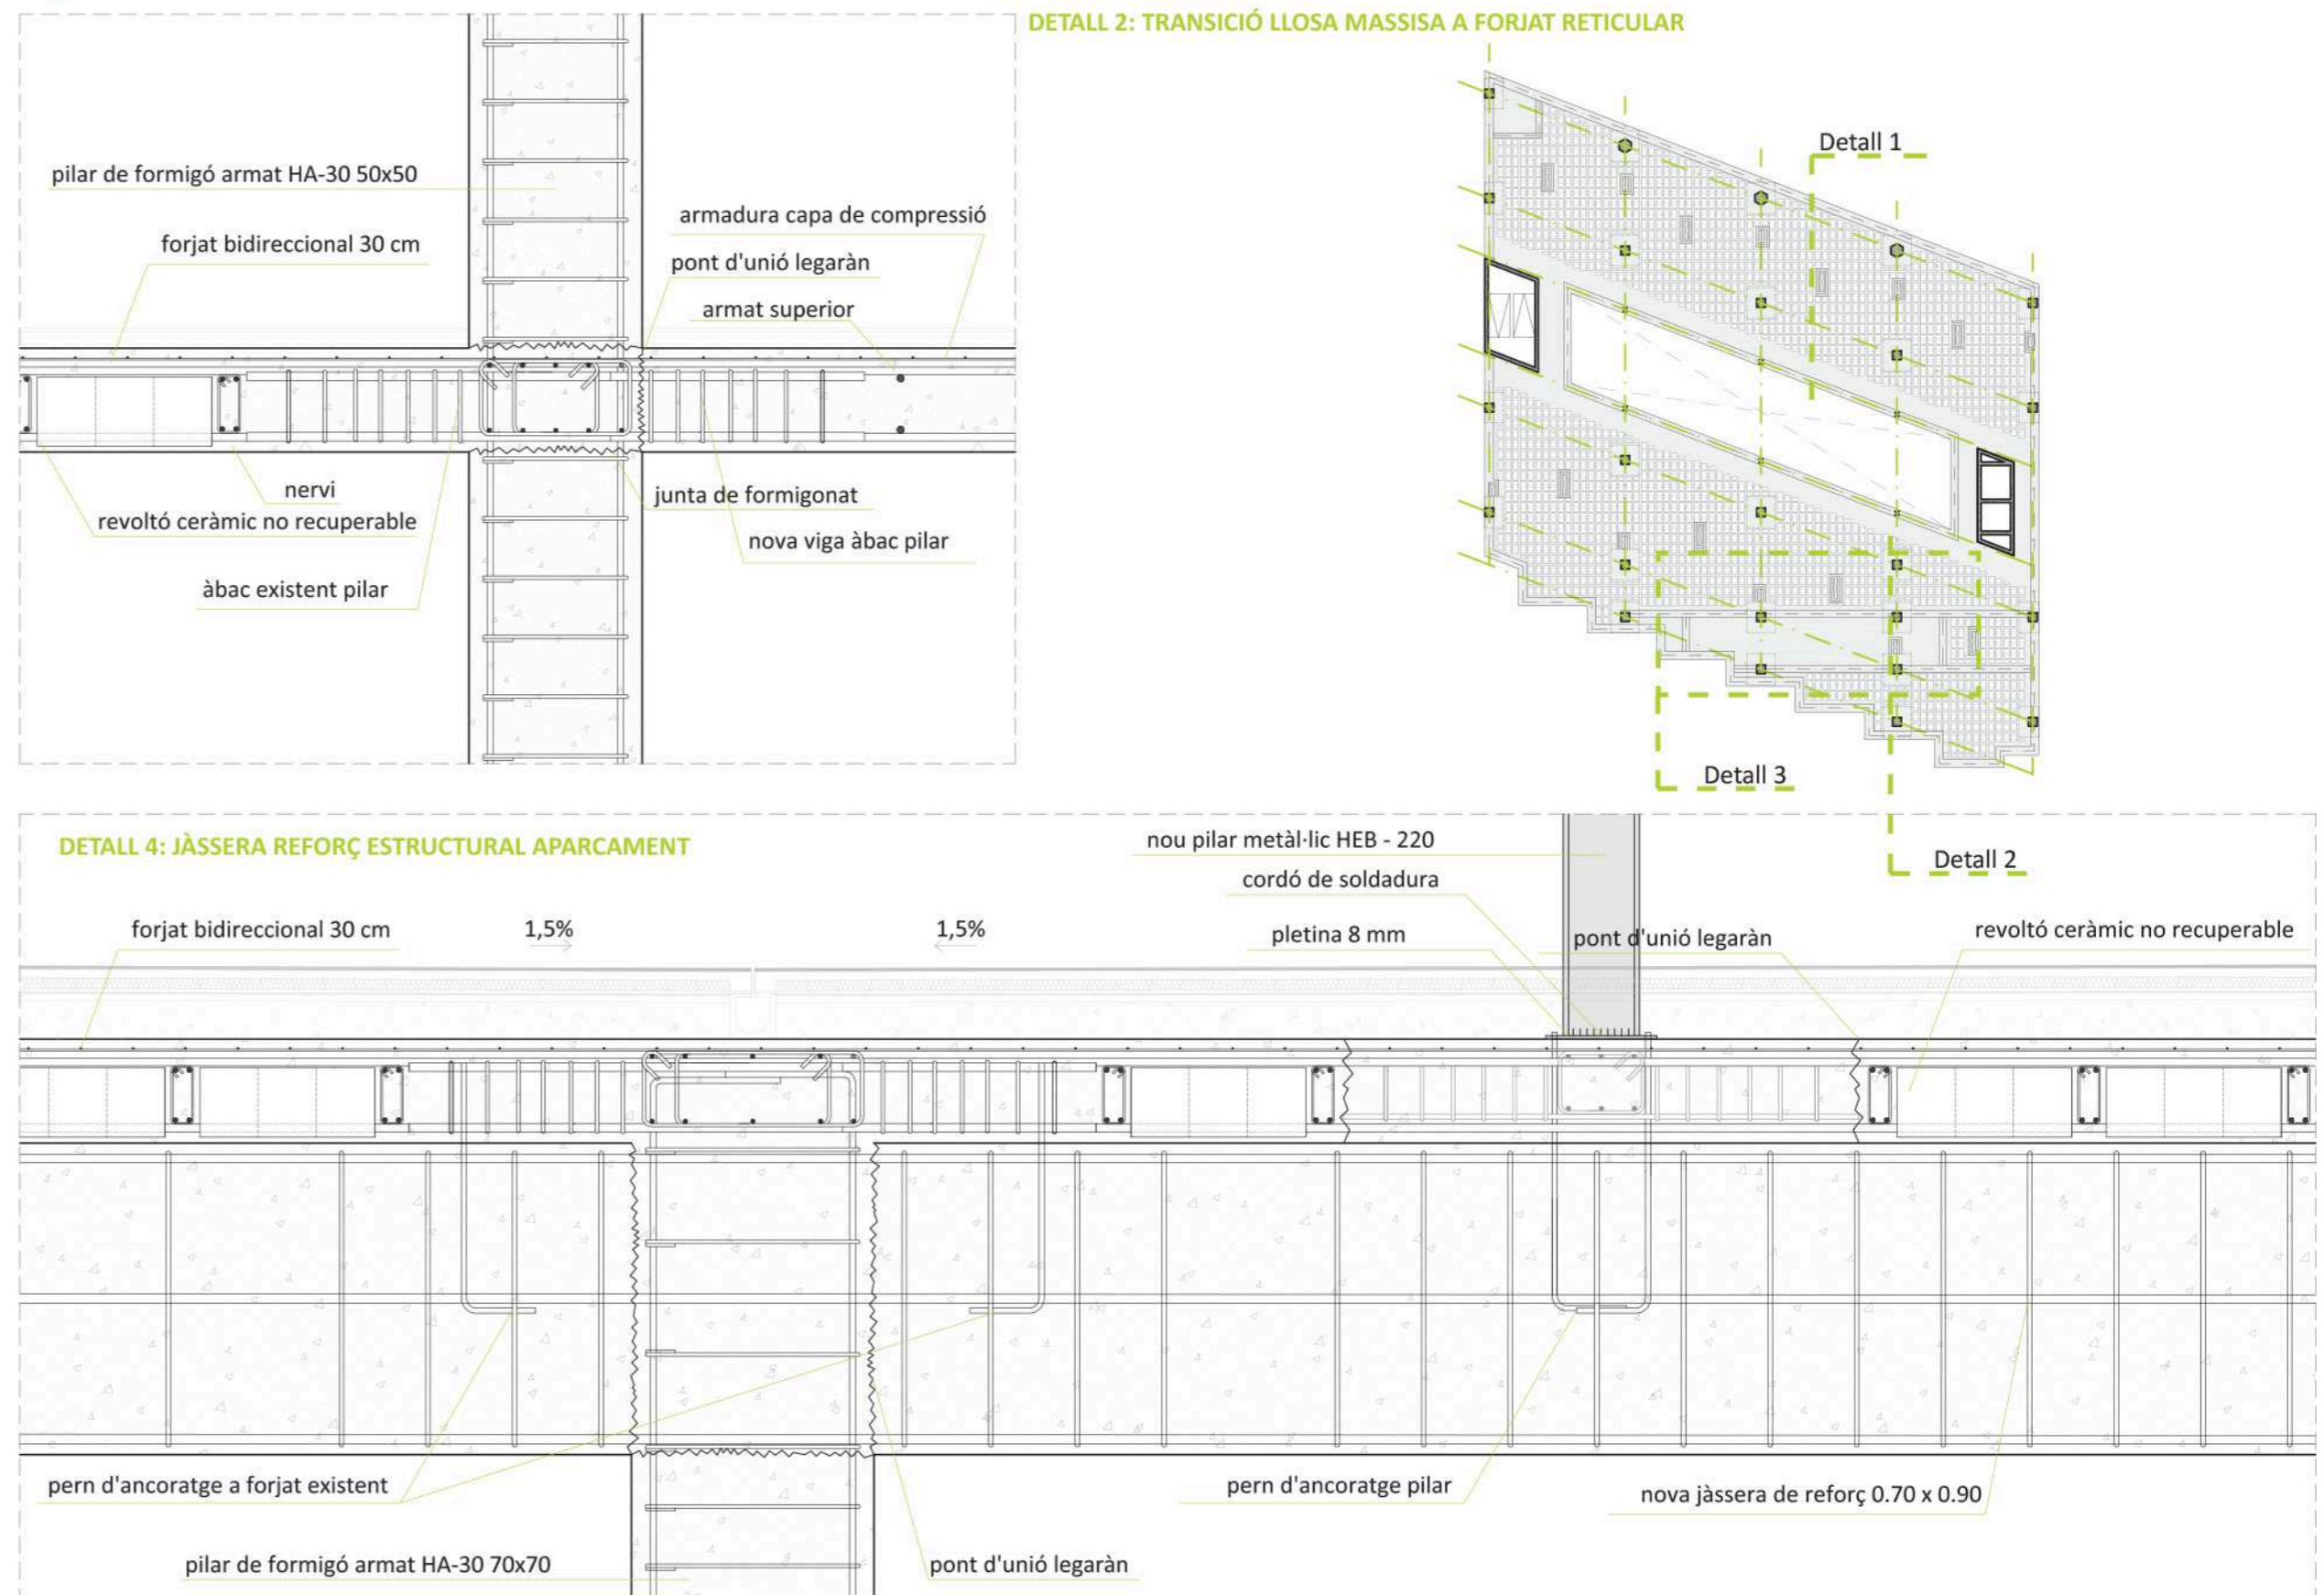 DETALL 2: TRANSICIÓ LLOSA MASSISA A FORJAT RETICULAR
pilar de formigó armat HA-30 50x50
forjat bidireccional 30 cm
armadura capa de compressió
pont d'unió legaràn
armat superior
nervi
revoltó ceràmic no recuperable
àbac existent pilar
junta de formigonat
nova viga àbac pilar
Detall 1
Detall 3
Detall 2
DETALL 4: JÀSSERA REFORÇ ESTRUCTURAL APARCAMENT
nou pilar metàl·lic HEB - 220
cordó de soldadura
pletina 8 mm
forjat bidireccional 30 cm
1,5%
1,5%
pont d'unió legaràn
revoltó ceràmic no recuperable
pern d'ancoratge a forjat existent
pern d'ancoratge pilar
nova jàssera de reforç 0.70 x 0.90
pilar de formigó armat HA-30 70x70
pont d'unió legaràn